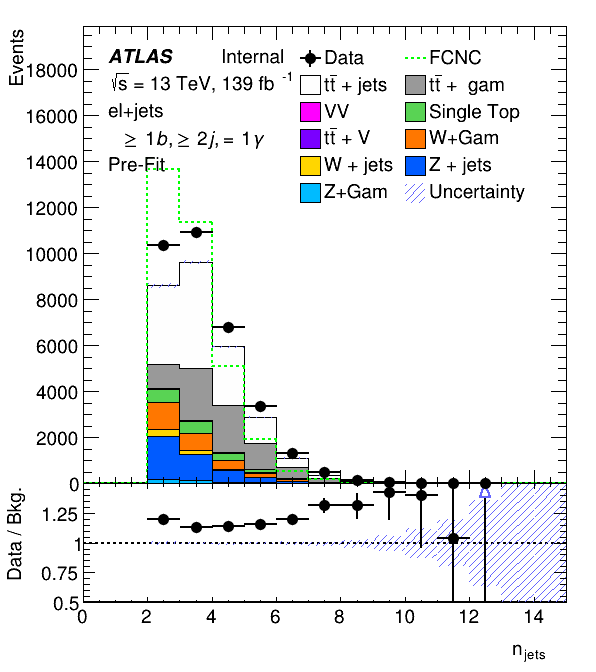 Events
18000
16000
14000
12000
10000
8000
6000
4000
2000
0
ATLAS Internal
√s = 13 TeV, 139 fb⁻¹
el+jets
≥ 1b, ≥ 2j, = 1γ
Pre-Fit
Data
FCNC
tt̄ + jets
tt̄ + gam
VV
Single Top
tt̄ + V
W+Gam
W + jets
Z + jets
Z+Gam
Uncertainty
Data / Bkg.
1.25
1
0.75
0.5
0 2 4 6 8 10 12 14
n_jets